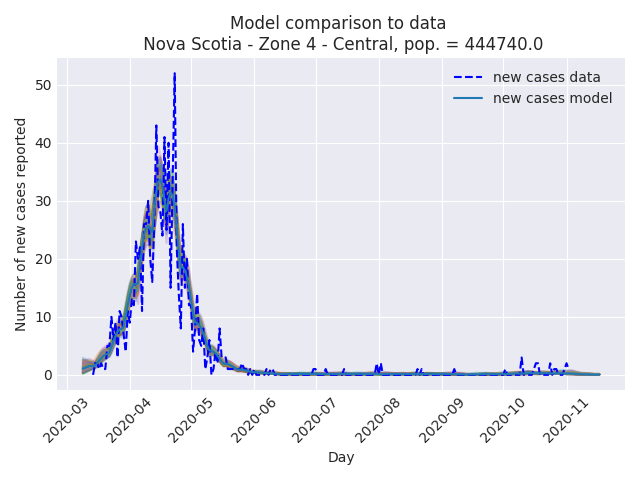 Model comparison to data
Nova Scotia - Zone 4 - Central, pop. = 444740.0
new cases data
new cases model
Number of new cases reported
50
40
30
20
10
0
2020-03
2020-04
2020-05
2020-06
2020-07
2020-08
2020-09
2020-10
2020-11
Day